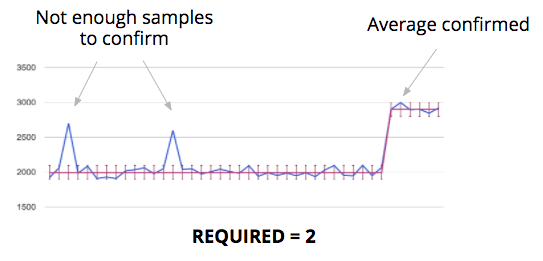 Not enough samples
to confirm
Average confirmed
3500
3000
2500
2000
1500
REQUIRED = 2